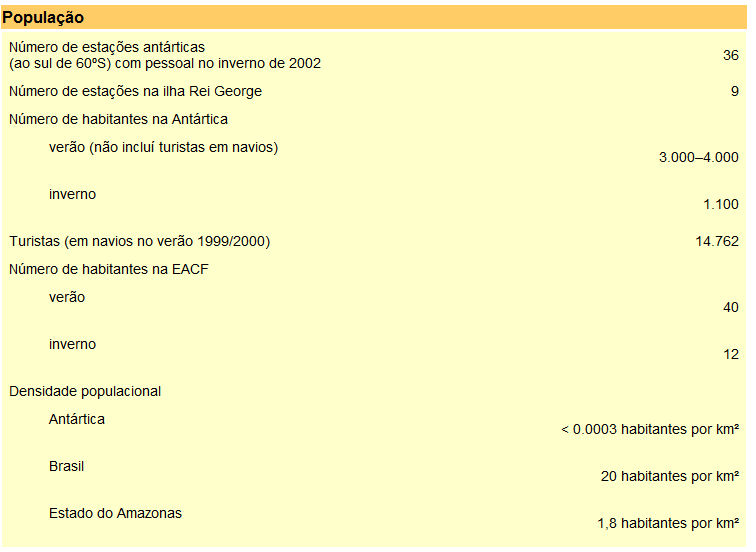 População
Número de estações antárticas
(ao sul de 60ºS) com pessoal no inverno de 2002
36
Número de estações na ilha Rei George
9
Número de habitantes na Antártica
verão (não incluí turistas em navios)
3.000–4.000
inverno
1.100
Turistas (em navios no verão 1999/2000)
14.762
Número de habitantes na EACF
verão
40
inverno
12
Densidade populacional
Antártica
< 0.0003 habitantes por km²
Brasil
20 habitantes por km²
Estado do Amazonas
1,8 habitantes por km²